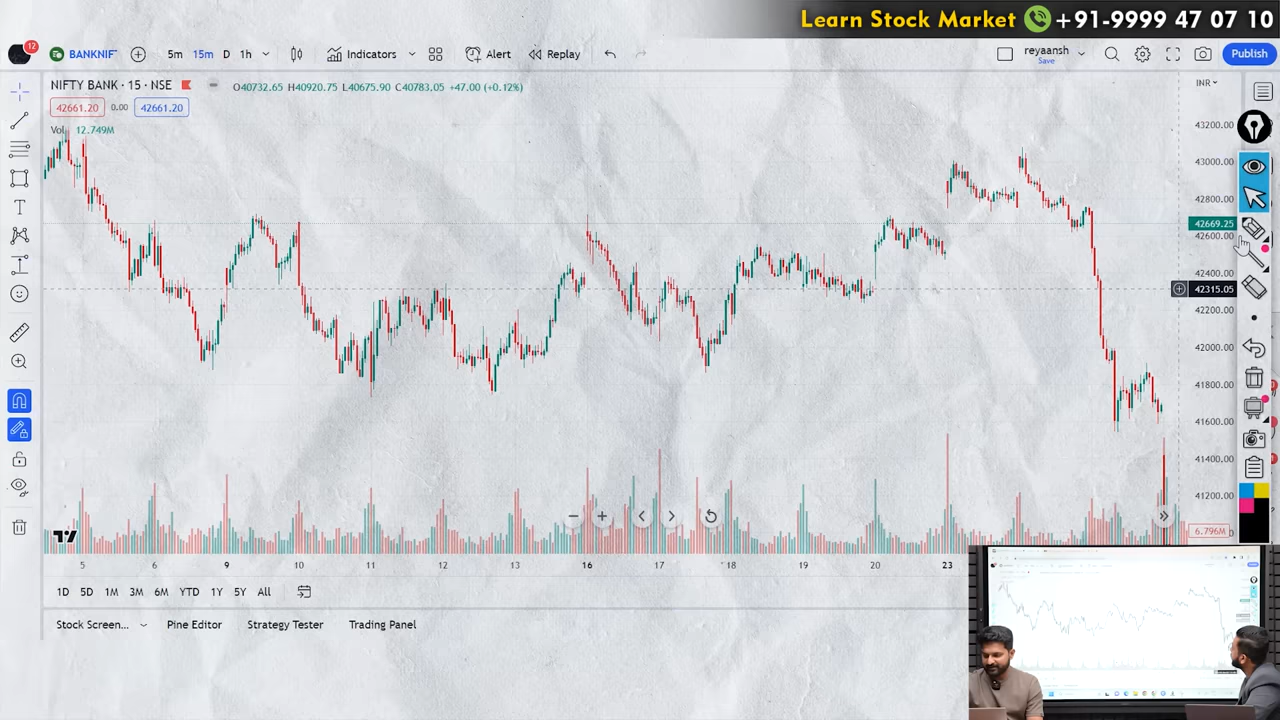 Learn Stock Market +91-9999 47 07 10
12 BANKNIF 5m 15m D 1h Indicators Alert Replay reyaansh Save Publish
NIFTY BANK · 15 · NSE O40732.65 H40920.75 L40675.90 C40783.05 +47.00 (+0.12%) INR
42661.20 0.00 42661.20
Vol 12.749M
43200.00
43000.00
42800.00
42669.25
42600.00
42400.00
42315.05
42200.00
42000.00
41800.00
41600.00
41400.00
41200.00
6.796M
5 6 12 16 17 '18 19 20 23
1D 5D 1M 3M 6M YTD 1Y 5Y All
Stock Screen... Pine Editor Strategy Tester Trading Panel